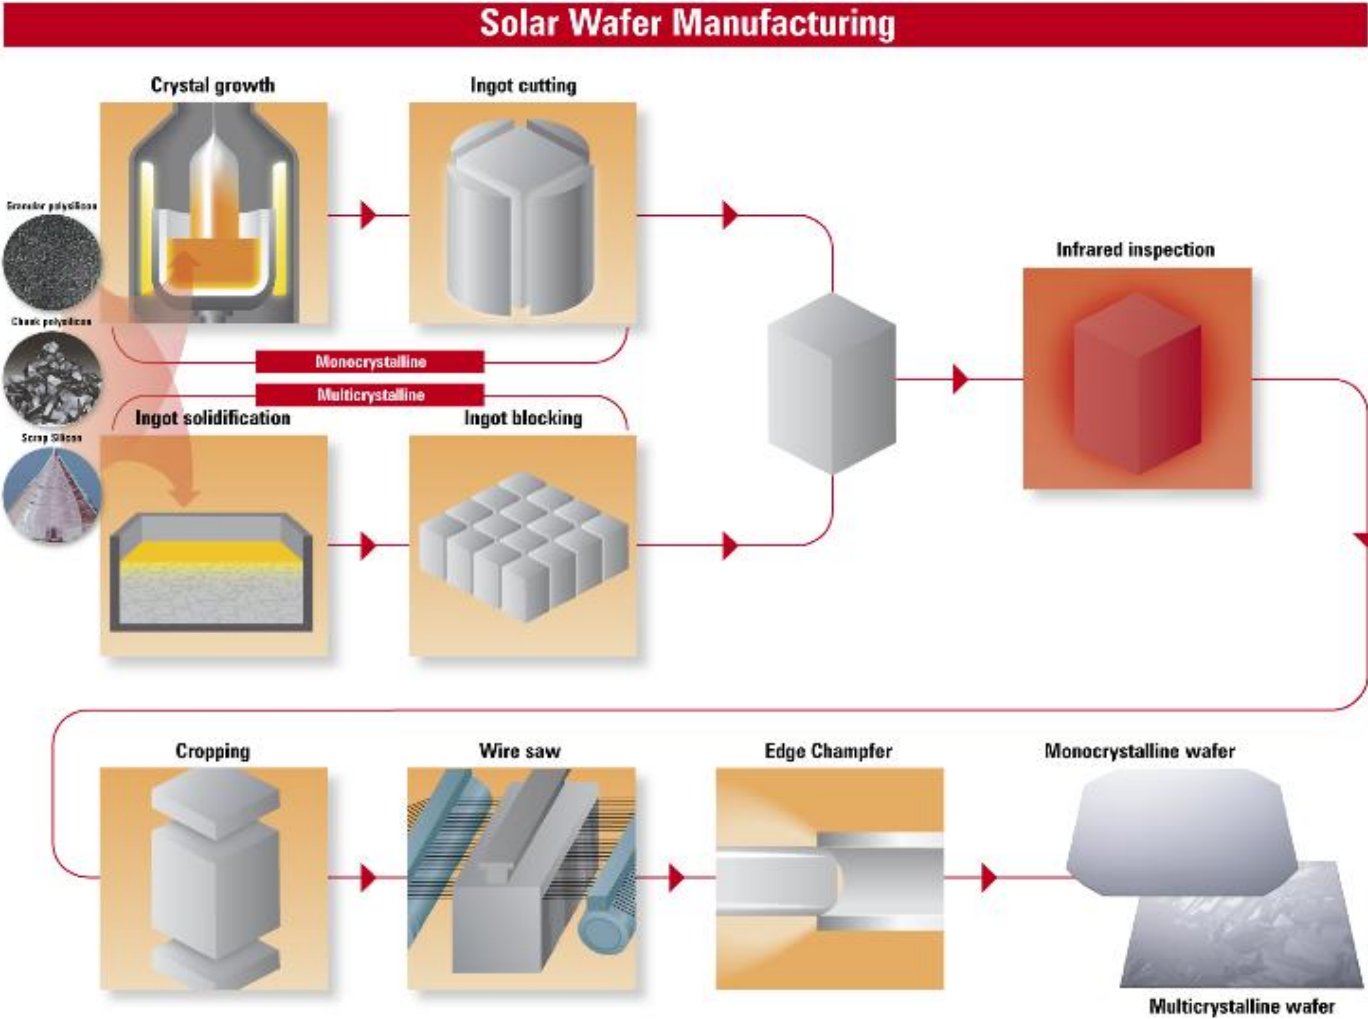 Solar Wafer Manufacturing
Crystal growth
Ingot cutting
Granular polysilicon
Infrared inspection
Chunk polysilicon
Monocrystalline
Multicrystalline
Ingot solidification
Ingot blocking
Scrap Silicon
Cropping
Wire saw
Edge Champfer
Monocrystalline wafer
Multicrystalline wafer